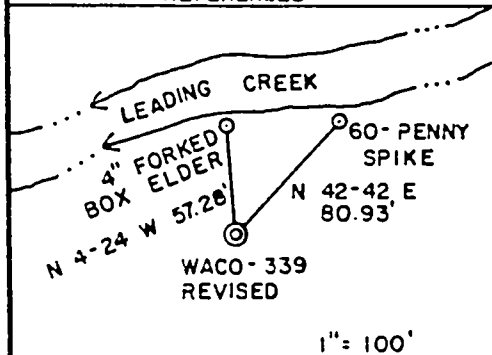 LEADING CREEK
4" FORKED
BOX ELDER
N 4-24 W 57.28'
60-PENNY
SPIKE
N 42-42 E
80.93'
WACO-339
REVISED
1"= 100'